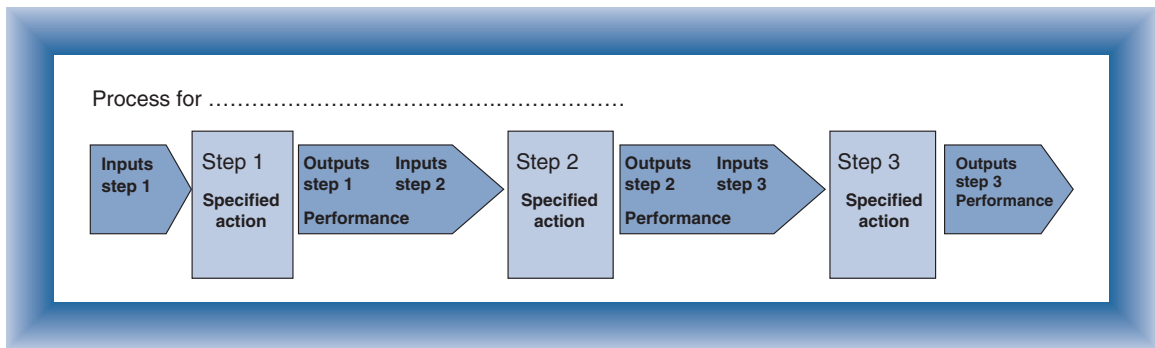 Process for ..........................................................
Inputs
step 1
Step 1
Specified
action
Outputs Inputs
step 1 step 2
Performance
Step 2
Specified
action
Outputs Inputs
step 2 step 3
Performance
Step 3
Specified
action
Outputs
step 3
Performance